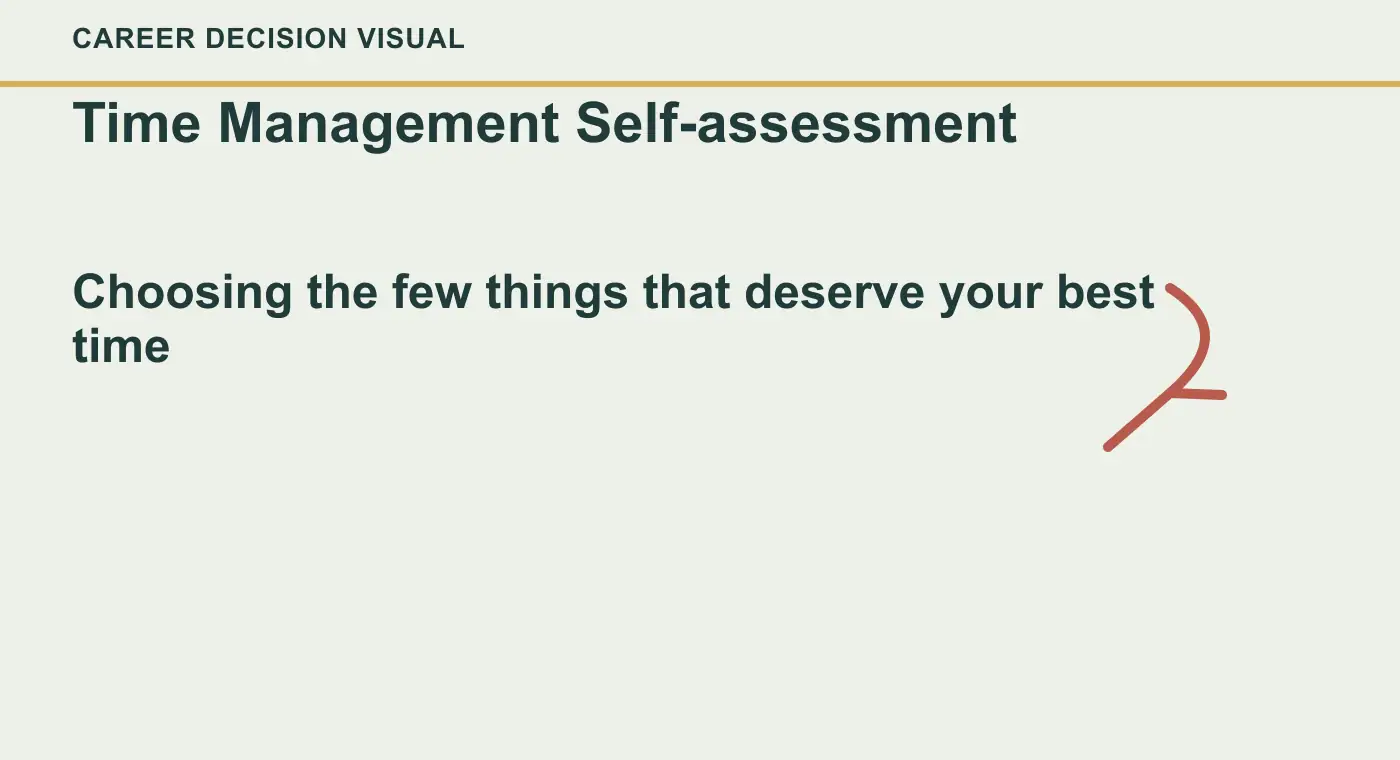 CAREER DECISION VISUAL
Time Management Self-assessment
Choosing the few things that deserve your best
time